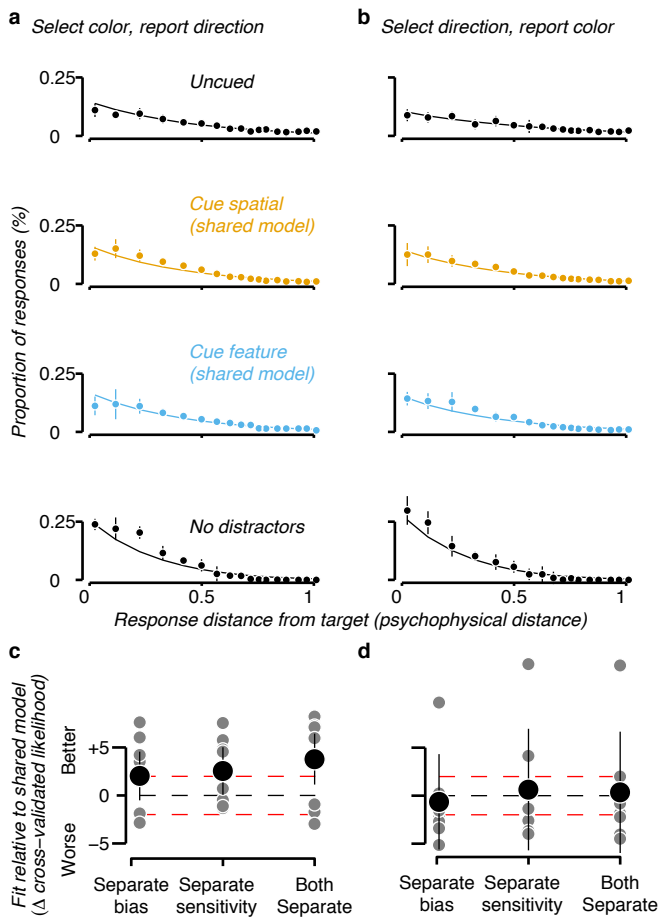 a
Select color, report direction
b
Select direction, report color
Uncued
0.25
0
Cue spatial
(shared model)
0.25
0
Cue feature
(shared model)
0.25
0
No distractors
0.25
0
Proportion of responses (%)
0 0.5 1
0 0.5 1
Response distance from target (psychophysical distance)
c
d
Fit relative to shared model
(Δ cross−validated likelihood)
Better
Worse
+5
0
−5
Separate
bias
Separate
sensitivity
Both
Separate
Separate
bias
Separate
sensitivity
Both
Separate